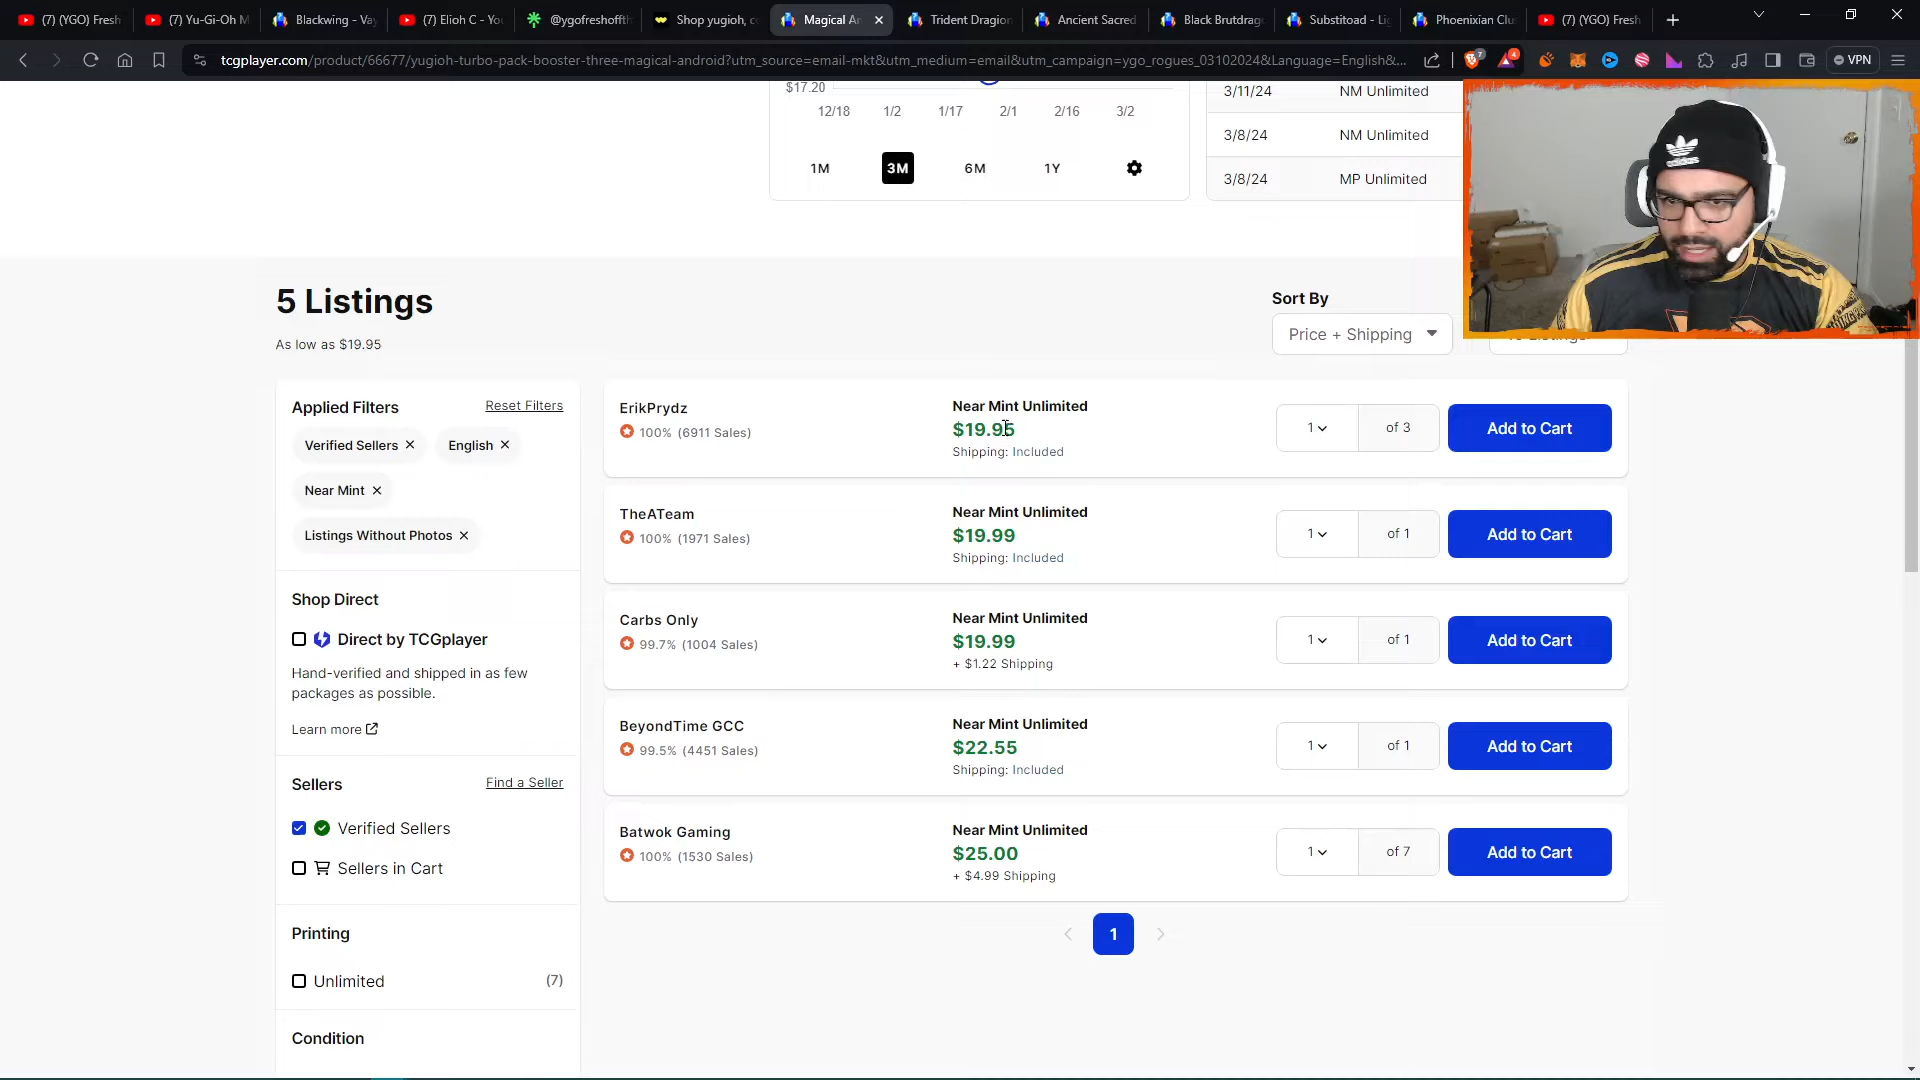 (7) (YGO) Fresh
(7) Yu-Gi-Oh M
Blackwing - Vay
(7) Elioh C - You
@ygofreshofft
Shop yugioh, c
Magical An
Trident Dragion
Ancient Sacred
Black Brutdrago
Substitoad - Lig
Phoenixian Clu
(7) (YGO) Fresh
tcgplayer.com/product/66677/yugioh-turbo-pack-booster-three-magical-android?utm_source=email-mkt&utm_medium=email&utm_campaign=ygo_rogues_03102024&Language=English&...
7
4
VPN
$17.20
12/18 1/2 1/17 2/1 2/16 3/2
1M 3M 6M 1Y
3/11/24 NM Unlimited
3/8/24 NM Unlimited
3/8/24 MP Unlimited
5 Listings
As low as $19.95
Sort By
Price + Shipping
Applied Filters Reset Filters
Verified Sellers English
Near Mint
Listings Without Photos
Shop Direct
Direct by TCGplayer
Hand-verified and shipped in as few
packages as possible.
Learn more
Sellers Find a Seller
Verified Sellers
Sellers in Cart
Printing
Unlimited (7)
Condition
ErikPrydz
100% (6911 Sales)
Near Mint Unlimited
$19.95
Shipping: Included
1 of 3 Add to Cart
TheATeam
100% (1971 Sales)
Near Mint Unlimited
$19.99
Shipping: Included
1 of 1 Add to Cart
Carbs Only
99.7% (1004 Sales)
Near Mint Unlimited
$19.99
+ $1.22 Shipping
1 of 1 Add to Cart
BeyondTime GCC
99.5% (4451 Sales)
Near Mint Unlimited
$22.55
Shipping: Included
1 of 1 Add to Cart
Batwok Gaming
100% (1530 Sales)
Near Mint Unlimited
$25.00
+ $4.99 Shipping
1 of 7 Add to Cart
1